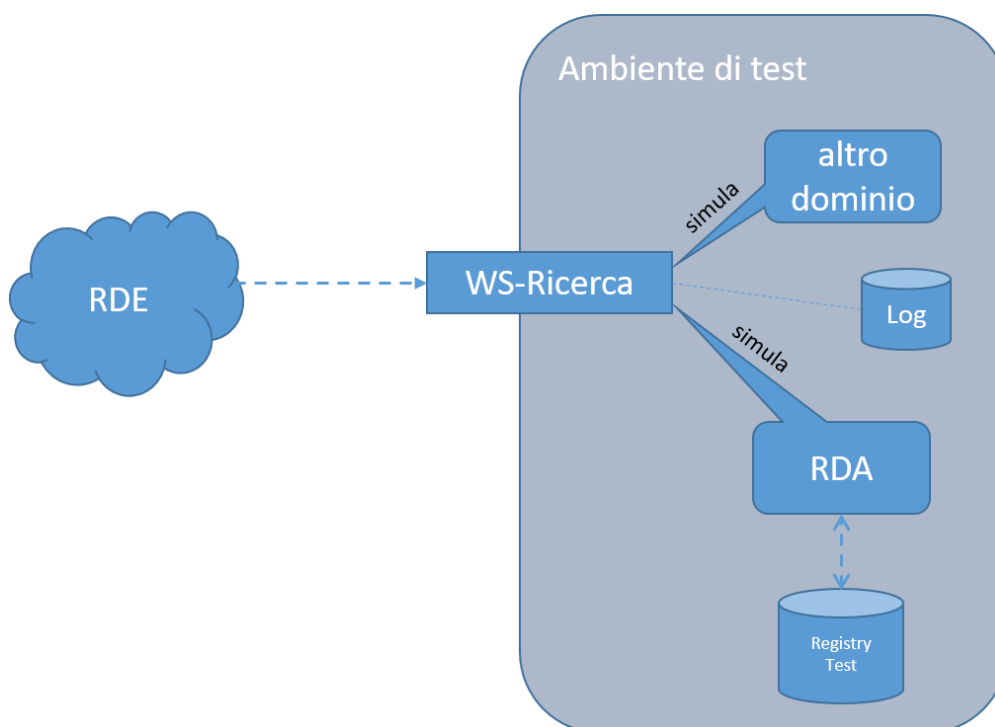 Ambiente di test
altro
dominio
simula
RDE
WS-Ricerca
Log
simula
RDA
Registry
Test